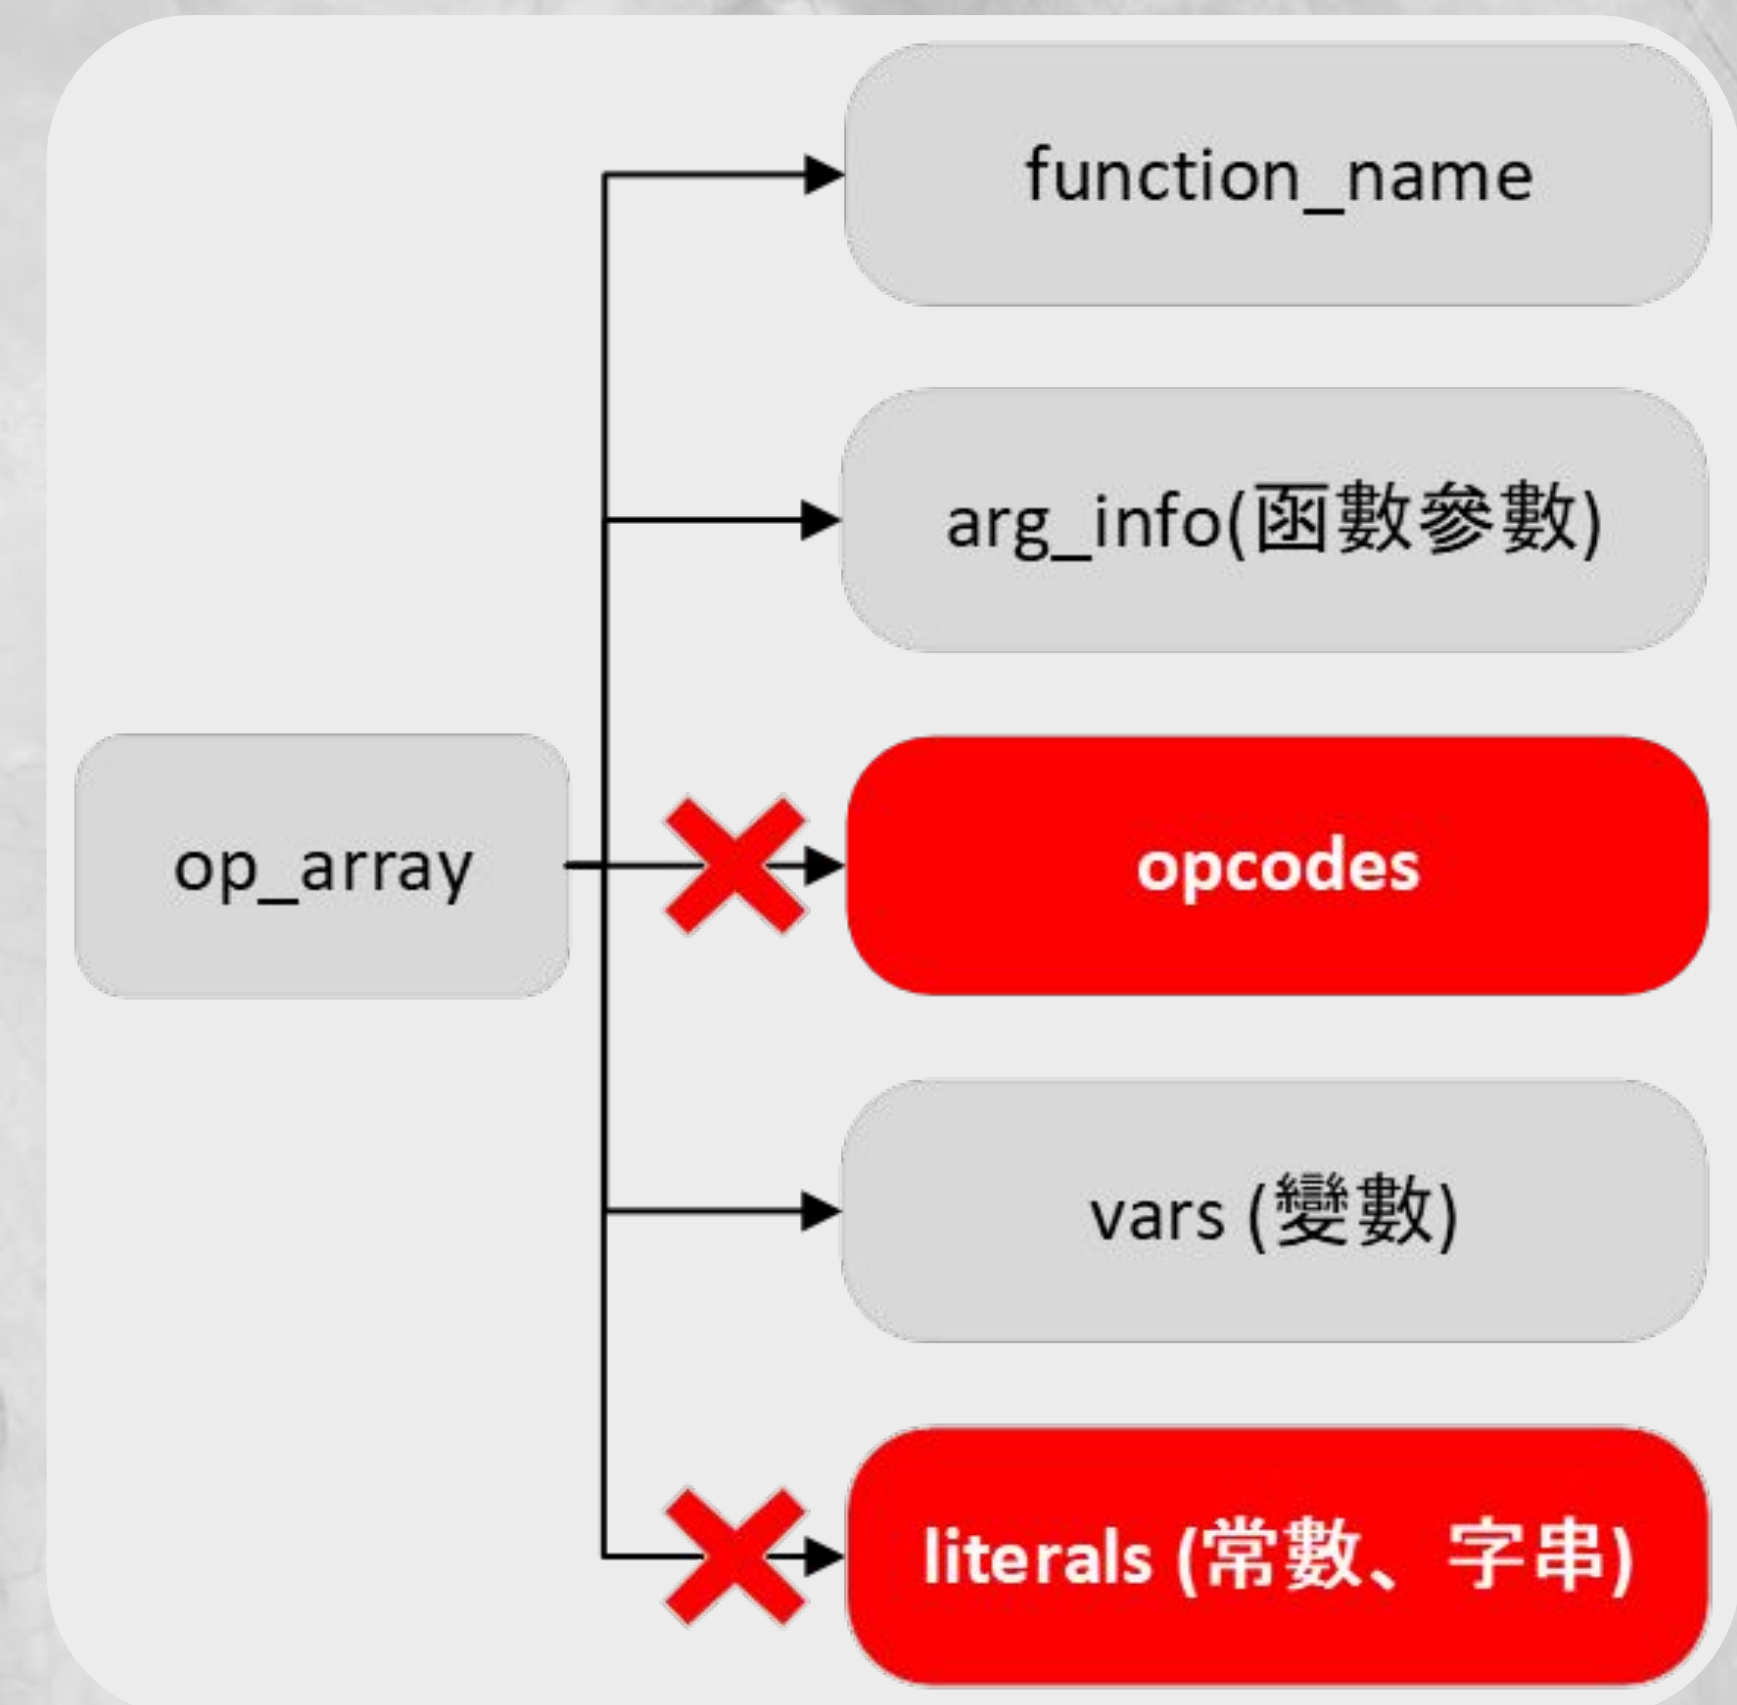 function_name
arg_info(函數參數)
op_array
opcodes
vars (變數)
literals (常數、字串)